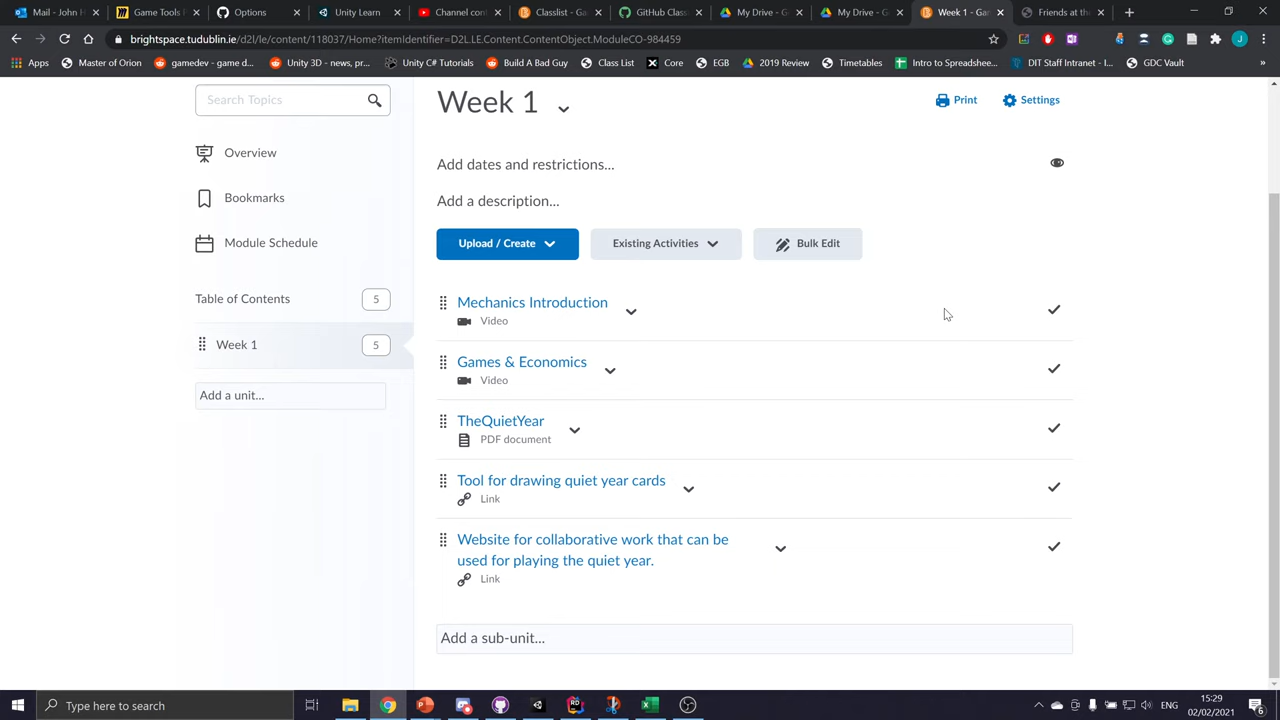 Mail - John H
Game Tools F
Options
Unity Learn
Channel cont
Classlist - Ga
GitHub Class
My Drive - G
My Drive - G
Week 1 - Gan
Friends at the
brightspace.tudublin.ie/d2l/le/content/118037/Home?itemIdentifier=D2L.LE.Content.ContentObject.ModuleCO-984459
Apps
Master of Orion
gamedev - game d...
Unity 3D - news, pr...
Unity C# Tutorials
Build A Bad Guy
Class List
Core
EGB
2019 Review
Timetables
Intro to Spreadshe...
DIT Staff Intranet - I...
GDC Vault
»
Search Topics
Overview
Bookmarks
Module Schedule
Table of Contents 5
Week 1 5
Add a unit...
Week 1
Print
Settings
Add dates and restrictions...
Add a description...
Upload / Create
Existing Activities
Bulk Edit
Mechanics Introduction
Video
Games & Economics
Video
TheQuietYear
PDF document
Tool for drawing quiet year cards
Link
Website for collaborative work that can be
used for playing the quiet year.
Link
Add a sub-unit...
Type here to search
ENG
15:29
02/02/2021
6